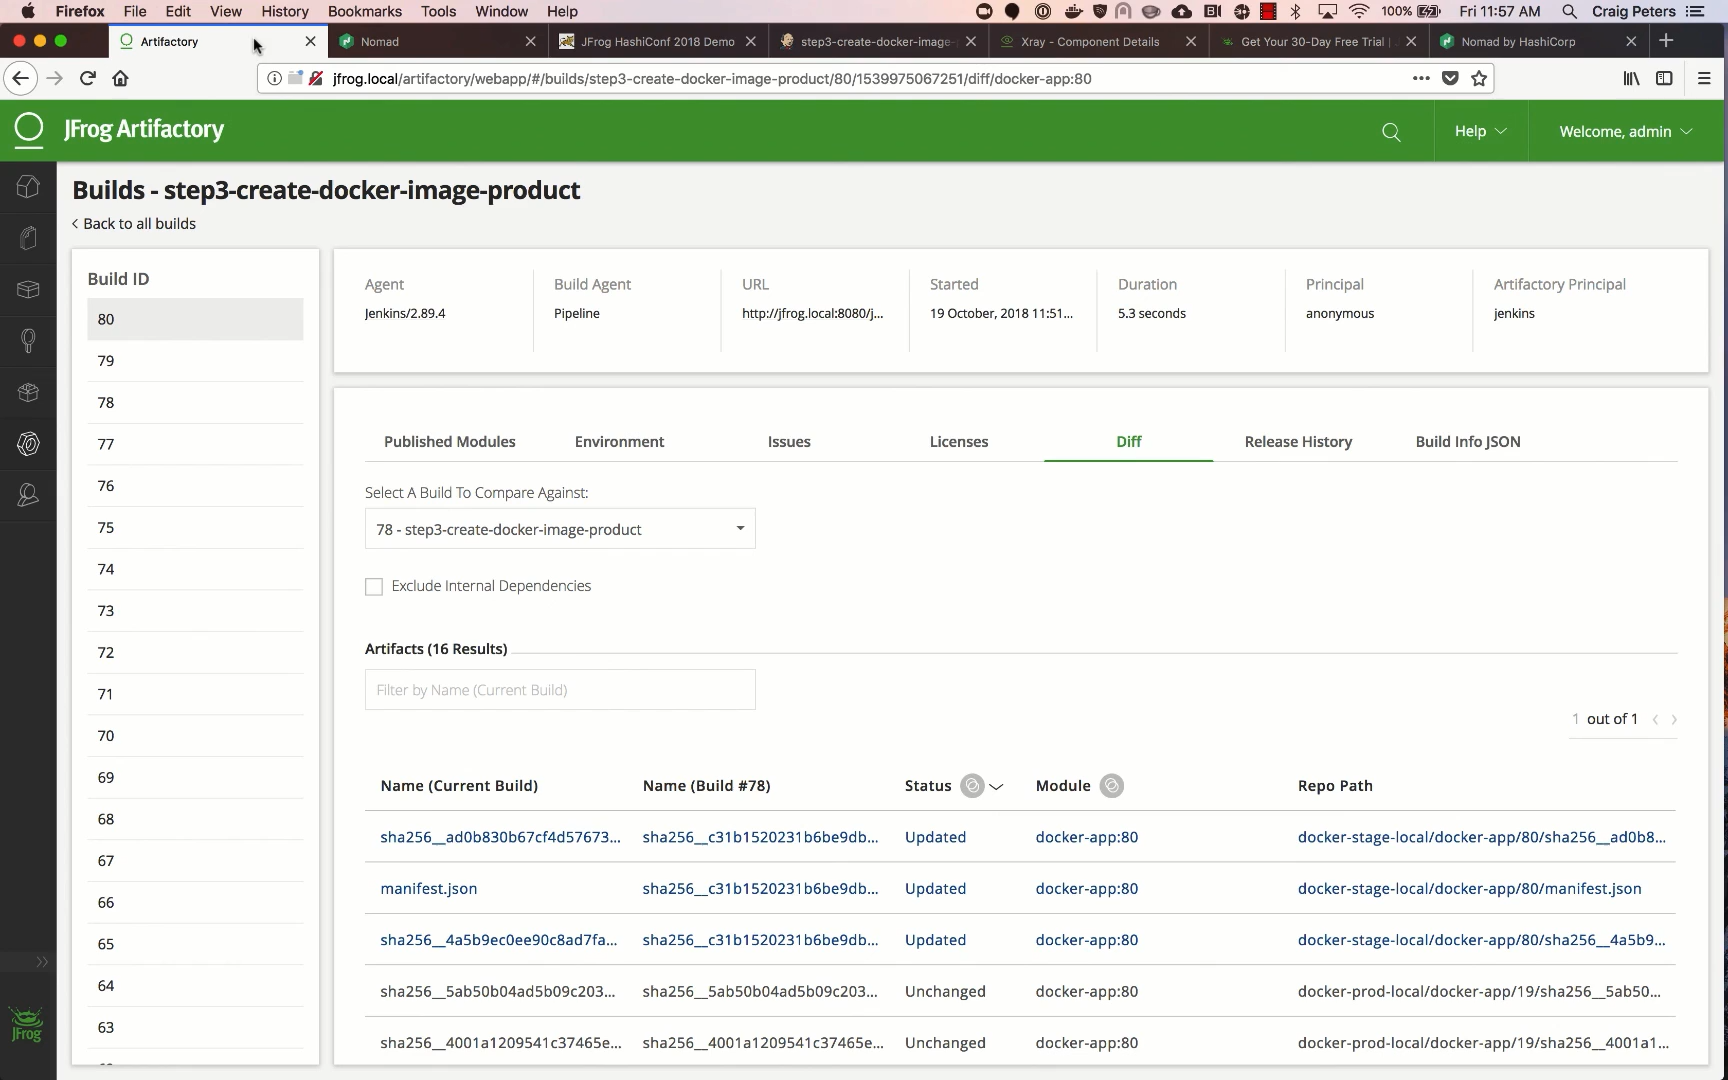 Firefox File Edit View History Bookmarks Tools Window Help 100% Fri 11:57 AM Craig Peters
Artifactory Nomad JFrog HashiConf 2018 Demo step3-create-docker-image- Xray - Component Details Get Your 30-Day Free Trial | Nomad by HashiCorp
jfrog.local/artifactory/webapp/#/builds/step3-create-docker-image-product/80/1539975067251/diff/docker-app:80
JFrog Artifactory Help Welcome, admin
Builds - step3-create-docker-image-product
< Back to all builds
Build ID
80
79
78
77
76
75
74
73
72
71
70
69
68
67
66
65
64
63
Agent Build Agent URL Started Duration Principal Artifactory Principal
Jenkins/2.89.4 Pipeline http://jfrog.local:8080/j... 19 October, 2018 11:51... 5.3 seconds anonymous jenkins
Published Modules Environment Issues Licenses Diff Release History Build Info JSON
Select A Build To Compare Against:
78 - step3-create-docker-image-product
Exclude Internal Dependencies
Artifacts (16 Results)
Filter by Name (Current Build)
1 out of 1 < >
Name (Current Build) Name (Build #78) Status Module Repo Path
sha256__ad0b830b67cf4d57673... sha256__c31b1520231b6be9db... Updated docker-app:80 docker-stage-local/docker-app/80/sha256__ad0b8...
manifest.json sha256__c31b1520231b6be9db... Updated docker-app:80 docker-stage-local/docker-app/80/manifest.json
sha256__4a5b9ec0ee90c8ad7fa... sha256__c31b1520231b6be9db... Updated docker-app:80 docker-stage-local/docker-app/80/sha256__4a5b9...
sha256__5ab50b04ad5b09c203... sha256__5ab50b04ad5b09c203... Unchanged docker-app:80 docker-prod-local/docker-app/19/sha256__5ab50...
sha256__4001a1209541c37465e... sha256__4001a1209541c37465e... Unchanged docker-app:80 docker-prod-local/docker-app/19/sha256__4001a1...
JFrog